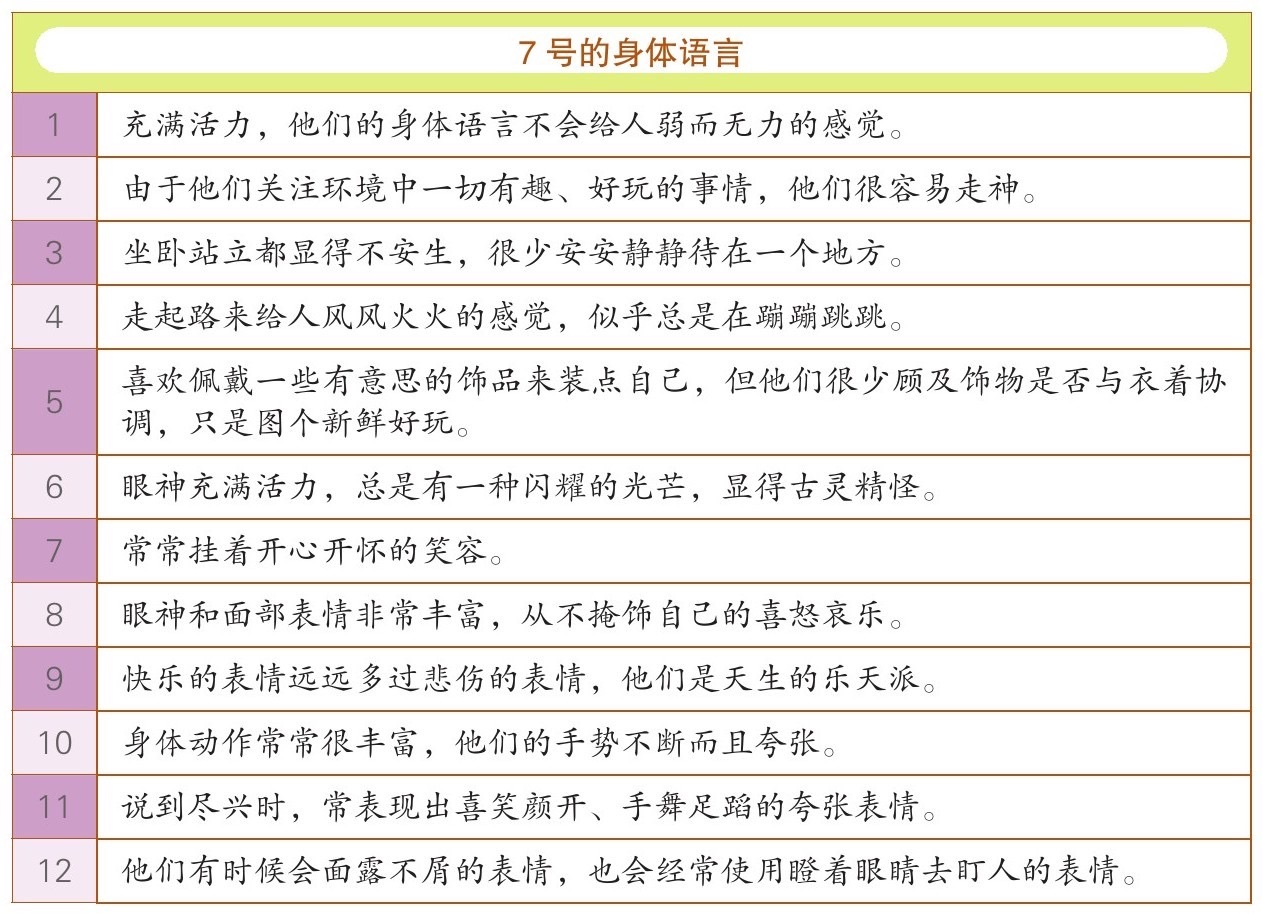 7 号的身体语言
1 充满活力，他们的身体语言不会给人弱而无力的感觉。
2 由于他们关注环境中一切有趣、好玩的事情，他们很容易走神。
3 坐卧站立都显得不安生，很少安安静静待在一个地方。
4 走起路来给人风风火火的感觉，似乎总是在蹦蹦跳跳。
5 喜欢佩戴一些有意思的饰品来装点自己，但他们很少顾及饰物是否与衣着协
调，只是图个新鲜好玩。
6 眼神充满活力，总是有一种闪耀的光芒，显得古灵精怪。
7 常常挂着开心开怀的笑容。
8 眼神和面部表情非常丰富，从不掩饰自己的喜怒哀乐。
9 快乐的表情远远多过悲伤的表情，他们是天生的乐天派。
10 身体动作常常很丰富，他们的手势不断而且夸张。
11 说到尽兴时，常表现出喜笑颜开、手舞足蹈的夸张表情。
12 他们有时候会面露不屑的表情，也会经常使用瞪着眼睛去盯人的表情。